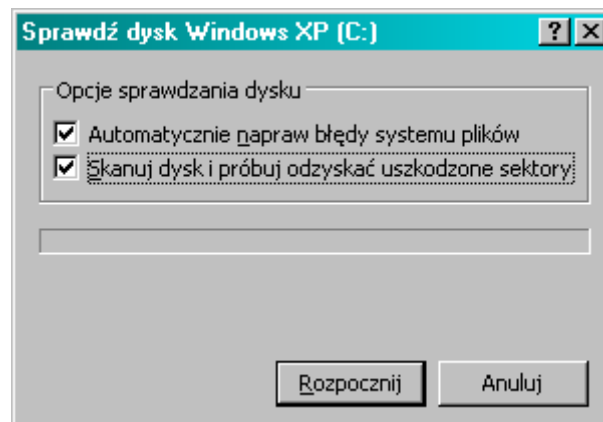 Sprawdź dysk Windows XP (C:)
Opcje sprawdzania dysku
Automatycznie napraw błędy systemu plików
Skanuj dysk i próbuj odzyskać uszkodzone sektory
Rozpocznij
Anuluj